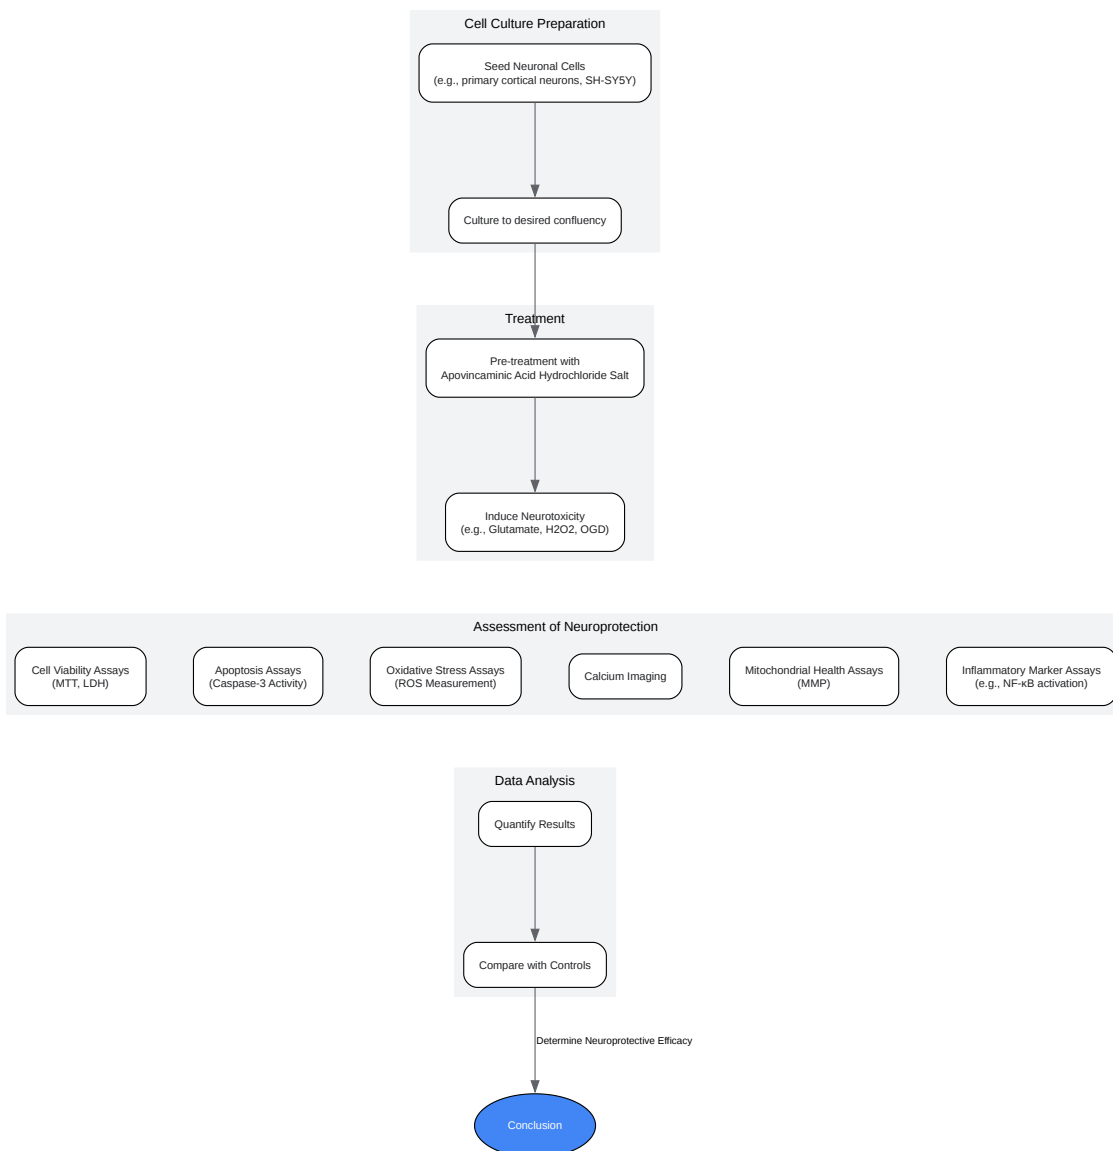 Cell Culture Preparation
Seed Neuronal Cells
(e.g., primary cortical neurons, SH-SY5Y)
Culture to desired confluency
Treatment
Pre-treatment with
Apovincaminic Acid Hydrochloride Salt
Induce Neurotoxicity
(e.g., Glutamate, H2O2, OGD)
Assessment of Neuroprotection
Cell Viability Assays
(MTT, LDH)
Apoptosis Assays
(Caspase-3 Activity)
Oxidative Stress Assays
(ROS Measurement)
Calcium Imaging
Mitochondrial Health Assays
(MMP)
Inflammatory Marker Assays
(e.g., NF-κB activation)
Data Analysis
Quantify Results
Compare with Controls
Determine Neuroprotective Efficacy
Conclusion